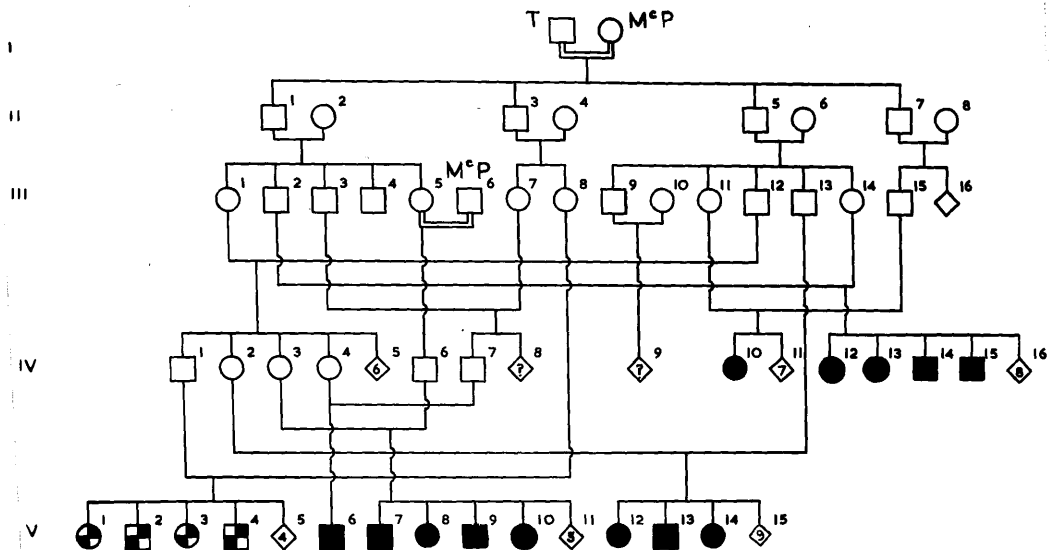 T McP
I
II 1 2 3 4 5 6 7 8
McP
III 1 2 3 4 5 6 7 8 9 10 11 12 13 14 15 16
IV 1 2 3 4 5 6 7 8 9 10 11 12 13 14 15 16
6 ? ? 7 8
V 1 2 3 4 5 6 7 8 9 10 11 12 13 14 15
4 5 9